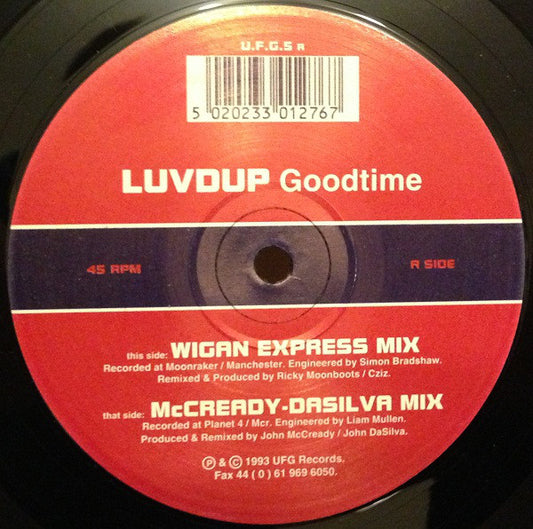 U.F.G.5 A
5 020233 012767
LUVDUP Goodtime
45 RPM
A SIDE
this side: WIGAN EXPRESS MIX
Recorded at Moonraker / Manchester. Engineered by Simon Bradshaw.
Remixed & Produced by Ricky Moonboots / Cziz.
that side: McCREADY-DASILVA MIX
Recorded at Planet 4 / Mcr. Engineered by Liam Mullen.
Produced & Remixed by John McCready / John DaSilva.
℗ & © 1993 UFG Records.
Fax 44 ( 0 ) 61 969 6050.